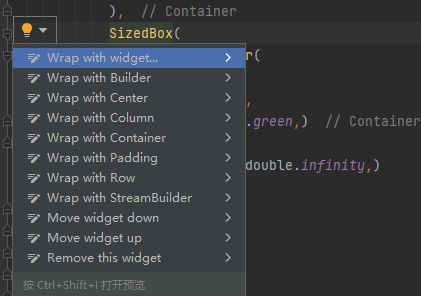 ), // Container
SizedBox(
Wrap with widget...
r(
Wrap with Builder
Wrap with Center
,
Wrap with Column
.green,) // Container
Wrap with Container
Wrap with Padding
double.infinity,)
Wrap with Row
Wrap with StreamBuilder
Move widget down
Move widget up
Remove this widget
按 Ctrl+Shift+I 打开预览